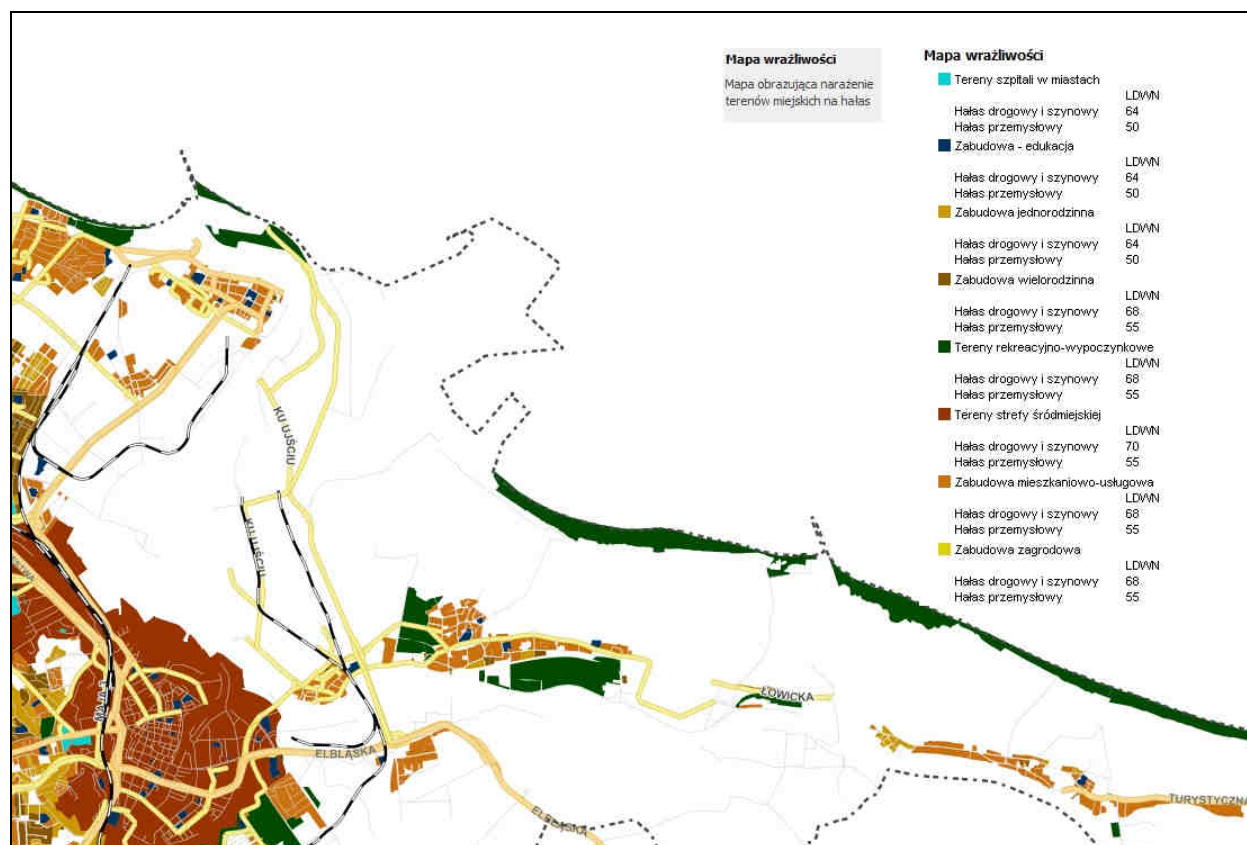 Mapa wrażliwości
Mapa obrazująca narażenie
terenów miejskich na hałas
Mapa wrażliwości
Tereny szpitali w miastach
LDWN
Hałas drogowy i szynowy 64
Hałas przemysłowy 50
Zabudowa - edukacja
LDWN
Hałas drogowy i szynowy 64
Hałas przemysłowy 50
Zabudowa jednorodzinna
LDWN
Hałas drogowy i szynowy 64
Hałas przemysłowy 50
Zabudowa wielorodzinna
LDWN
Hałas drogowy i szynowy 68
Hałas przemysłowy 55
Tereny rekreacyjno-wypoczynkowe
LDWN
Hałas drogowy i szynowy 68
Hałas przemysłowy 55
Tereny strefy śródmiejskiej
LDWN
Hałas drogowy i szynowy 70
Hałas przemysłowy 55
Zabudowa mieszkaniowo-usługowa
LDWN
Hałas drogowy i szynowy 68
Hałas przemysłowy 55
Zabudowa zagrodowa
LDWN
Hałas drogowy i szynowy 68
Hałas przemysłowy 55
KU UJŚCIU
KU UJŚCIU
ŁOWICKA
ELBLĄSKA
ELBLĄSKA
TURYSTYCZNA